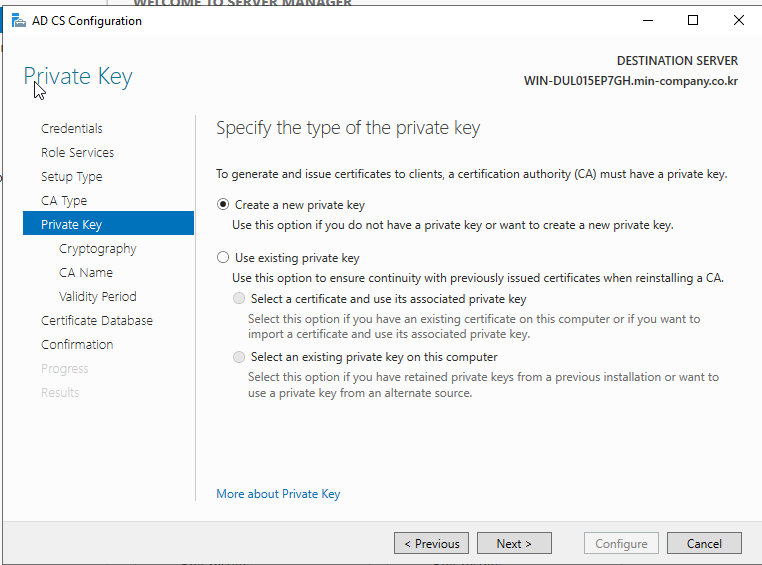 WELCOME TO SERVER MANAGER
AD CS Configuration
Private Key
DESTINATION SERVER
WIN-DUL015EP7GH.min-company.co.kr
Credentials
Role Services
Setup Type
CA Type
Private Key
Cryptography
CA Name
Validity Period
Certificate Database
Confirmation
Progress
Results
Specify the type of the private key
To generate and issue certificates to clients, a certification authority (CA) must have a private key.
Create a new private key
Use this option if you do not have a private key or want to create a new private key.
Use existing private key
Use this option to ensure continuity with previously issued certificates when reinstalling a CA.
Select a certificate and use its associated private key
Select this option if you have an existing certificate on this computer or if you want to
import a certificate and use its associated private key.
Select an existing private key on this computer
Select this option if you have retained private keys from a previous installation or want to
use a private key from an alternate source.
More about Private Key
< Previous
Next >
Configure
Cancel